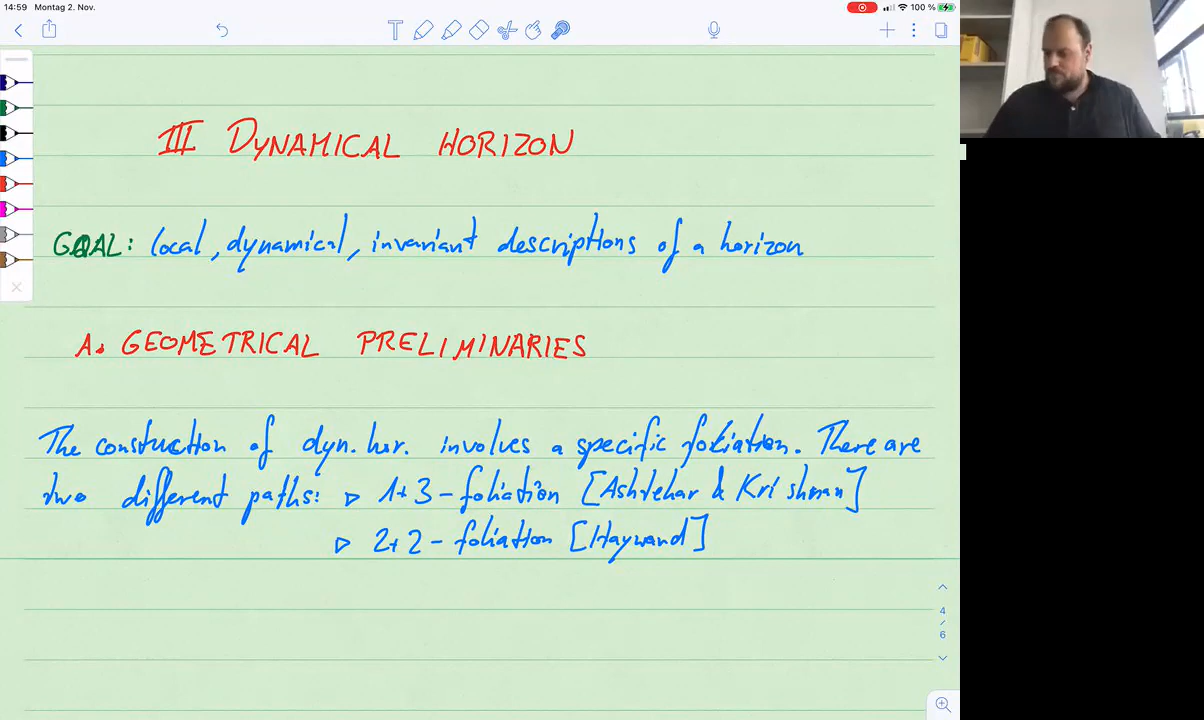 14:59 Montag 2. Nov.
100 %
III DYNAMICAL HORIZON
GOAL: local, dynamical, invariant descriptions of a horizon
A. GEOMETRICAL PRELIMINARIES
The construction of dyn. hor. involves a specific foliation. There are
two different paths: ▷ 1+3 - foliation [Ashtekar & Krishnan]
▷ 2+2 - foliation [Hayward]
4
/
6